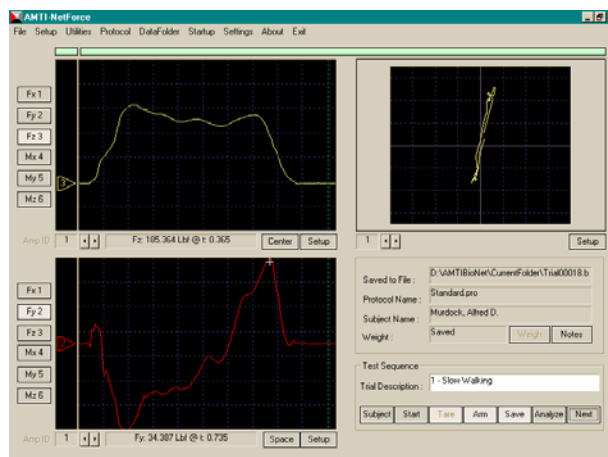 AMTI-NetForce
File Setup Utilities Protocol DataFolder Startup Settings About Exit
Fx 1
Fy 2
Fz 3
Mx 4
My 5
Mz 6
3
Amp ID 1 Fz: 185.364 Lbf @ t: 0.365 Center Setup
1 Setup
Fx 1
Fy 2
Fz 3
Mx 4
My 5
Mz 6
2
Amp ID 1 Fy: 34.307 Lbf @ t: 0.735 Space Setup
Saved to File : D:\AMTIBioNet\CurrentFolder\Trial00018.b
Protocol Name : Standard.pro
Subject Name : Murdock, Alfred D.
Weight : Saved Weigh Notes
Test Sequence
Trial Description : 1 - Slow Walking
Subject Start Tare Arm Save Analyze Next